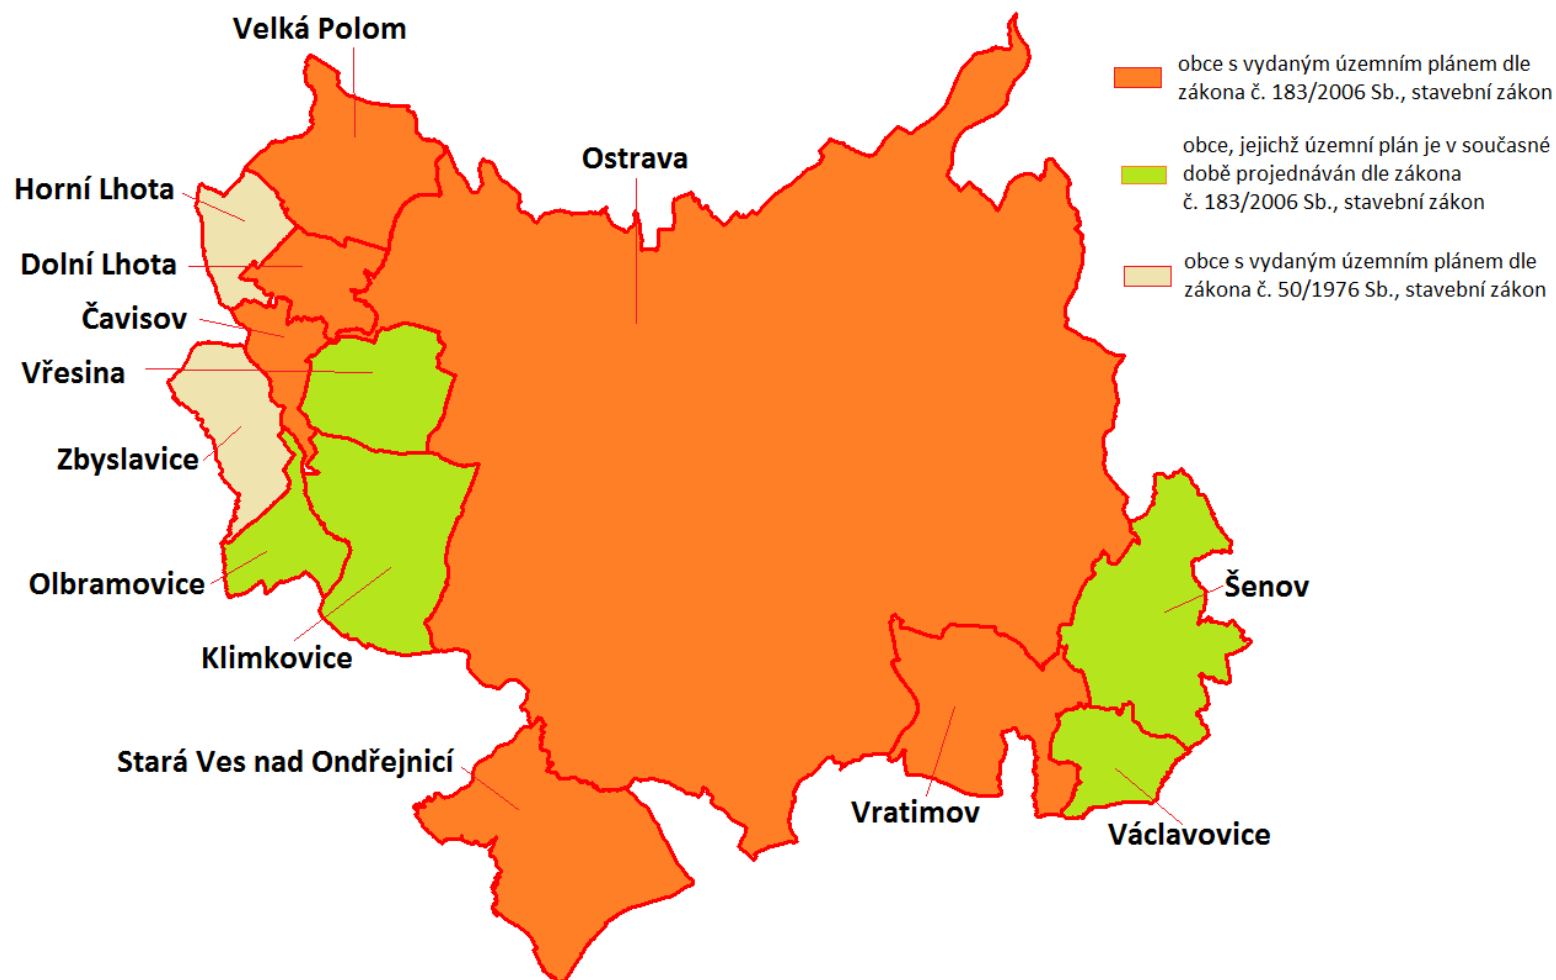 Velká Polom
Ostrava
Horní Lhota
Dolní Lhota
Čavisov
Vřesina
Zbyslavice
Olbramovice
Klimkovice
Stará Ves nad Ondřejnicí
Vratimov
Václavovice
Šenov
obce s vydaným územním plánem dle
zákona č. 183/2006 Sb., stavební zákon
obce, jejichž územní plán je v současné
době projednáván dle zákona
č. 183/2006 Sb., stavební zákon
obce s vydaným územním plánem dle
zákona č. 50/1976 Sb., stavební zákon